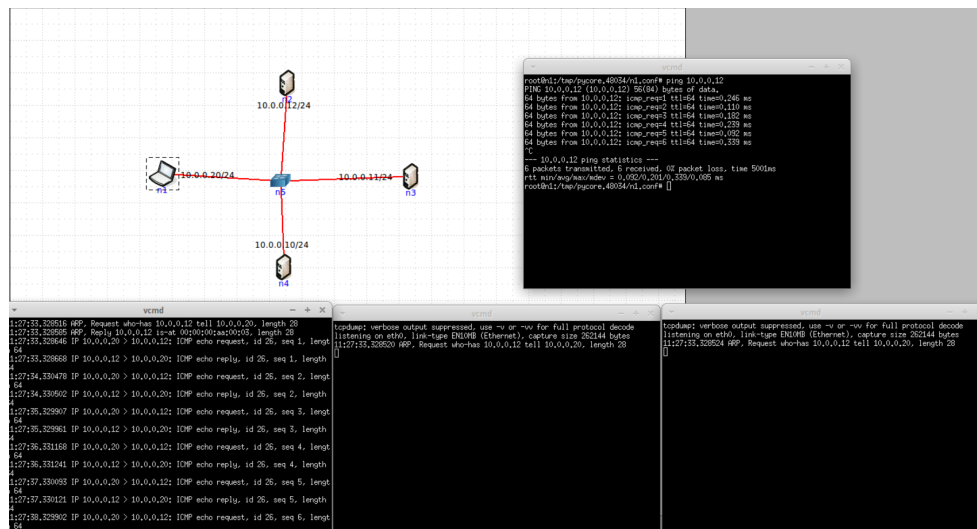 n2
10.0.0.12/24
10.0.0.20/24
n1
n5
10.0.0.11/24
n3
10.0.0.10/24
n4
vcmd
root@n1:/tmp/pycore.48034/n1.conf# ping 10.0.0.12
PING 10.0.0.12 (10.0.0.12) 56(84) bytes of data.
64 bytes from 10.0.0.12: icmp_req=1 ttl=64 time=0.246 ms
64 bytes from 10.0.0.12: icmp_req=2 ttl=64 time=0.110 ms
64 bytes from 10.0.0.12: icmp_req=3 ttl=64 time=0.182 ms
64 bytes from 10.0.0.12: icmp_req=4 ttl=64 time=0.239 ms
64 bytes from 10.0.0.12: icmp_req=5 ttl=64 time=0.092 ms
64 bytes from 10.0.0.12: icmp_req=6 ttl=64 time=0.339 ms
^C
--- 10.0.0.12 ping statistics ---
6 packets transmitted, 6 received, 0% packet loss, time 5001ms
rtt min/avg/max/mdev = 0.092/0.201/0.339/0.085 ms
root@n1:/tmp/pycore.48034/n1.conf#
vcmd
1:27:33.328516 ARP, Request who-has 10.0.0.12 tell 10.0.0.20, length 28
1:27:33.328585 ARP, Reply 10.0.0.12 is-at 00:00:00:aa:00:03, length 28
1:27:33.328646 IP 10.0.0.20 > 10.0.0.12: ICMP echo request, id 26, seq 1, lengt
64
1:27:33.328668 IP 10.0.0.12 > 10.0.0.20: ICMP echo reply, id 26, seq 1, length
4
1:27:34.330478 IP 10.0.0.20 > 10.0.0.12: ICMP echo request, id 26, seq 2, lengt
64
1:27:34.330502 IP 10.0.0.12 > 10.0.0.20: ICMP echo reply, id 26, seq 2, length
4
1:27:35.329907 IP 10.0.0.20 > 10.0.0.12: ICMP echo request, id 26, seq 3, lengt
64
1:27:35.329961 IP 10.0.0.12 > 10.0.0.20: ICMP echo reply, id 26, seq 3, length
4
1:27:36.331168 IP 10.0.0.20 > 10.0.0.12: ICMP echo request, id 26, seq 4, lengt
64
1:27:36.331241 IP 10.0.0.12 > 10.0.0.20: ICMP echo reply, id 26, seq 4, length
4
1:27:37.330093 IP 10.0.0.20 > 10.0.0.12: ICMP echo request, id 26, seq 5, lengt
64
1:27:37.330121 IP 10.0.0.12 > 10.0.0.20: ICMP echo reply, id 26, seq 5, length
4
1:27:38.329902 IP 10.0.0.20 > 10.0.0.12: ICMP echo request, id 26, seq 6, lengt
64
vcmd
tcpdump: verbose output suppressed, use -v or -vv for full protocol decode
listening on eth0, link-type EN10MB (Ethernet), capture size 262144 bytes
11:27:33.328520 ARP, Request who-has 10.0.0.12 tell 10.0.0.20, length 28
vcmd
tcpdump: verbose output suppressed, use -v or -vv for full protocol decode
listening on eth0, link-type EN10MB (Ethernet), capture size 262144 bytes
11:27:33.328524 ARP, Request who-has 10.0.0.12 tell 10.0.0.20, length 28